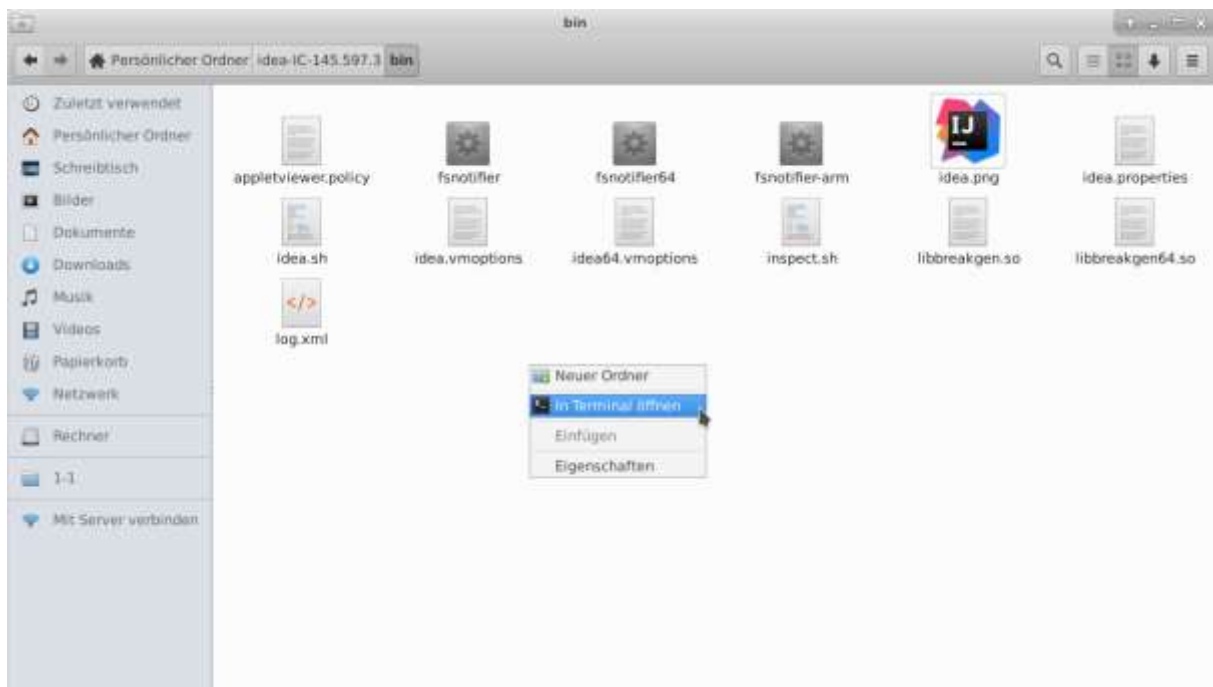 bin
Persönlicher Ordner idea-IC-145.597.3 bin
Zuletzt verwendet
Persönlicher Ordner
Schreibtisch
Bilder
Dokumente
Downloads
Musik
Videos
Papierkorb
Netzwerk
Rechner
1-1
Mit Server verbinden
appletviewer.policy fsnotifier fsnotifier64 fsnotifier-arm idea.png idea.properties
idea.sh idea.vmoptions idea64.vmoptions inspect.sh libbreakgen.so libbreakgen64.so
log.xml
Neuer Ordner
In Terminal öffnen
Einfügen
Eigenschaften
IJ
</>